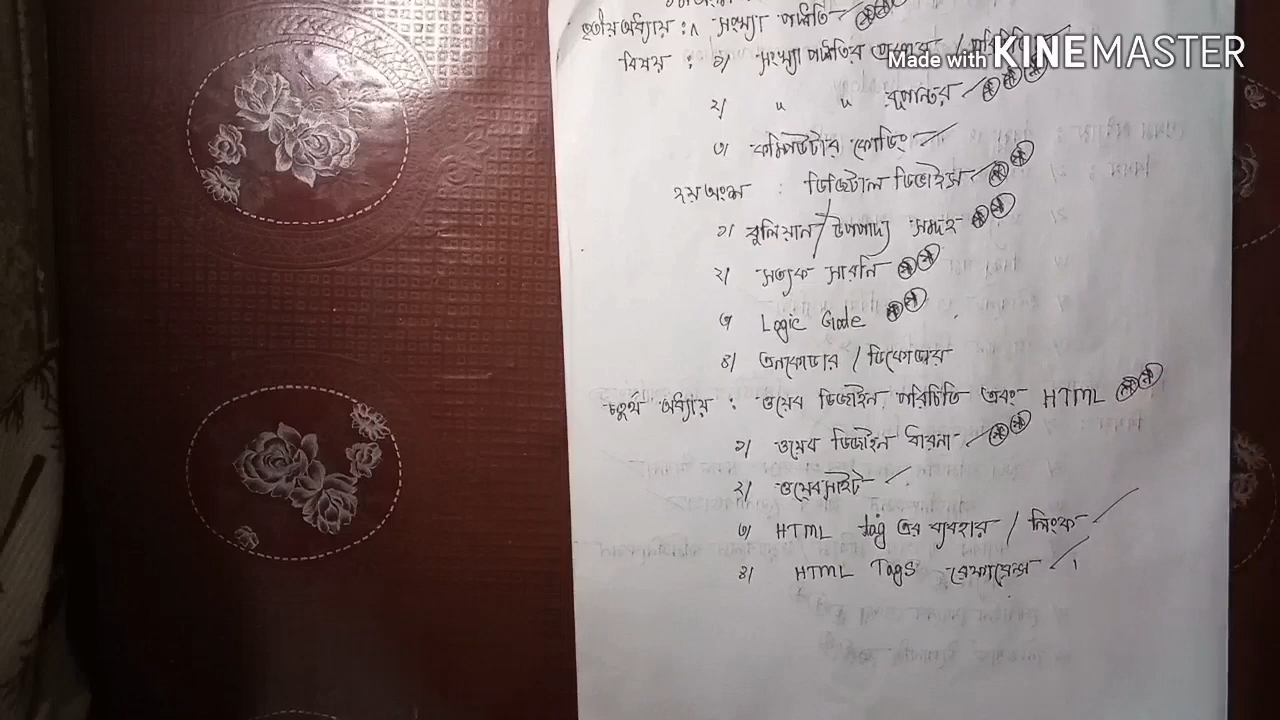 তৃতীয় অধ্যায় : সংখ্যা পদ্ধতি
বিষয় : ১) সংখ্যা পদ্ধতির
Made with KINEMASTER
২) " " রূপান্তর
৩) কম্পিউটার কোডিং
২য় অংশ : ডিজিটাল ডিভাইস
১) বুলিয়ান / উপপাদ্য সমূহ
২) সত্যক সারনি
৩) Logic Gate
৪) এনকোডার / ডিকোডার
চতুর্থ অধ্যায় : ওয়েব ডিজাইন পরিচিতি এবং HTML
১) ওয়েব ডিজাইন ধারনা
২) ওয়েবসাইট
৩) HTML tag এর ব্যবহার / লিংক
৪) HTML Tags রেফারেন্স ।